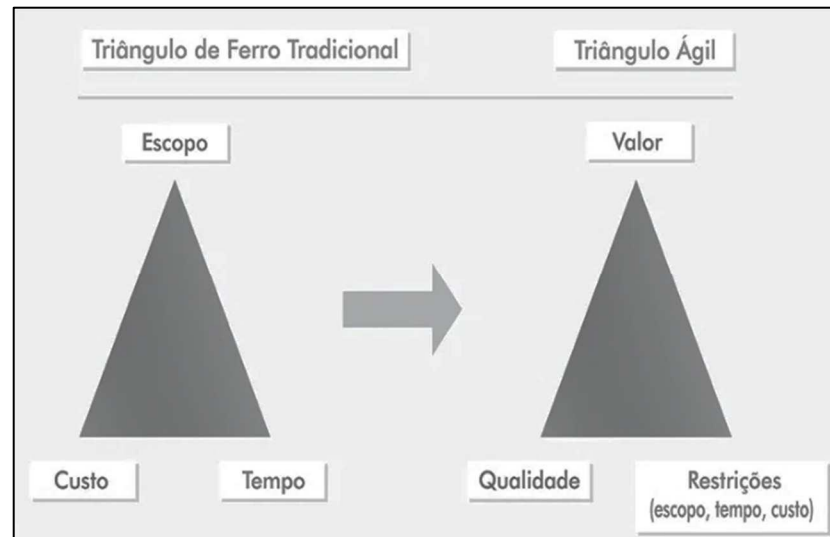 Triângulo de Ferro Tradicional
Triângulo Ágil
Escopo
Valor
Custo
Tempo
Qualidade
Restrições
(escopo, tempo, custo)